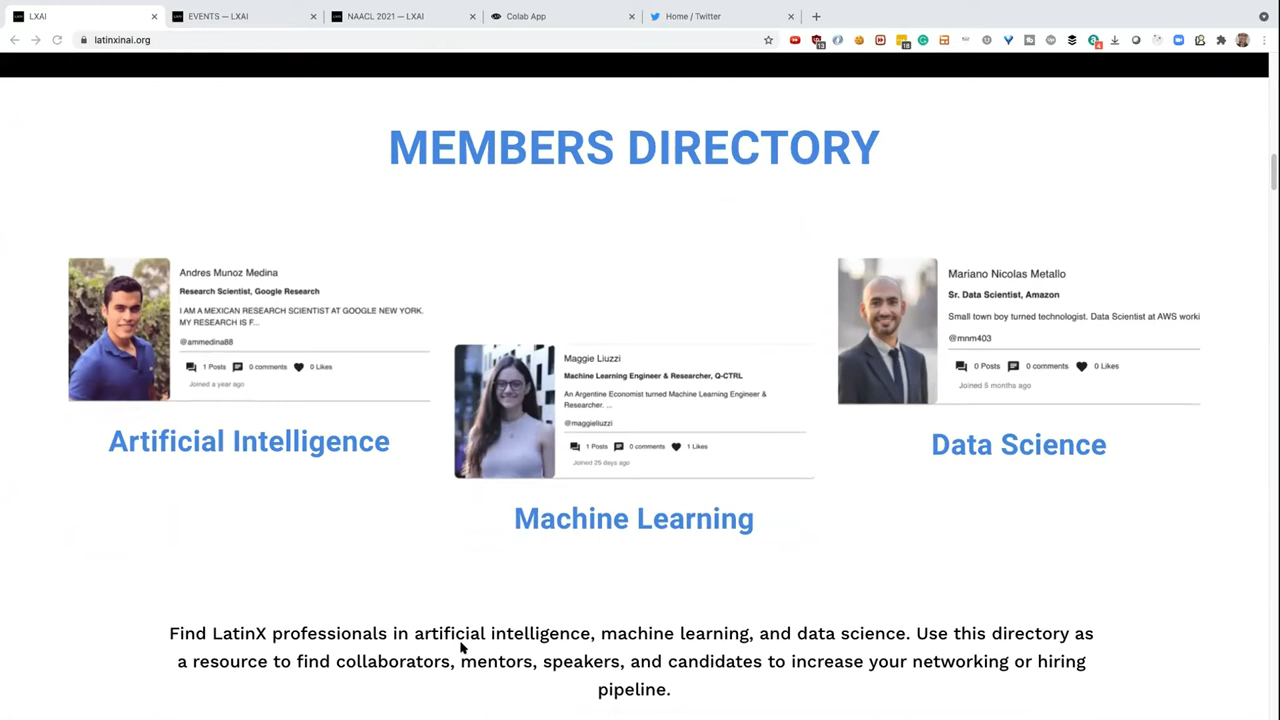 LXAI
EVENTS — LXAI
NAACL 2021 — LXAI
Colab App
Home / Twitter
latinxinai.org
MEMBERS DIRECTORY
Andres Munoz Medina
Research Scientist, Google Research
I AM A MEXICAN RESEARCH SCIENTIST AT GOOGLE NEW YORK.
MY RESEARCH IS F...
@ammedina88
1 Posts 0 comments 0 Likes
Joined a year ago
Artificial Intelligence
Maggie Liuzzi
Machine Learning Engineer & Researcher, Q-CTRL
An Argentine Economist turned Machine Learning Engineer &
Researcher. ...
@maggieliuzzi
1 Posts 0 comments 1 Likes
Joined 25 days ago
Machine Learning
Mariano Nicolas Metallo
Sr. Data Scientist, Amazon
Small town boy turned technologist. Data Scientist at AWS worki
@mnm403
0 Posts 0 comments 0 Likes
Joined 5 months ago
Data Science
Find LatinX professionals in artificial intelligence, machine learning, and data science. Use this directory as
a resource to find collaborators, mentors, speakers, and candidates to increase your networking or hiring
pipeline.